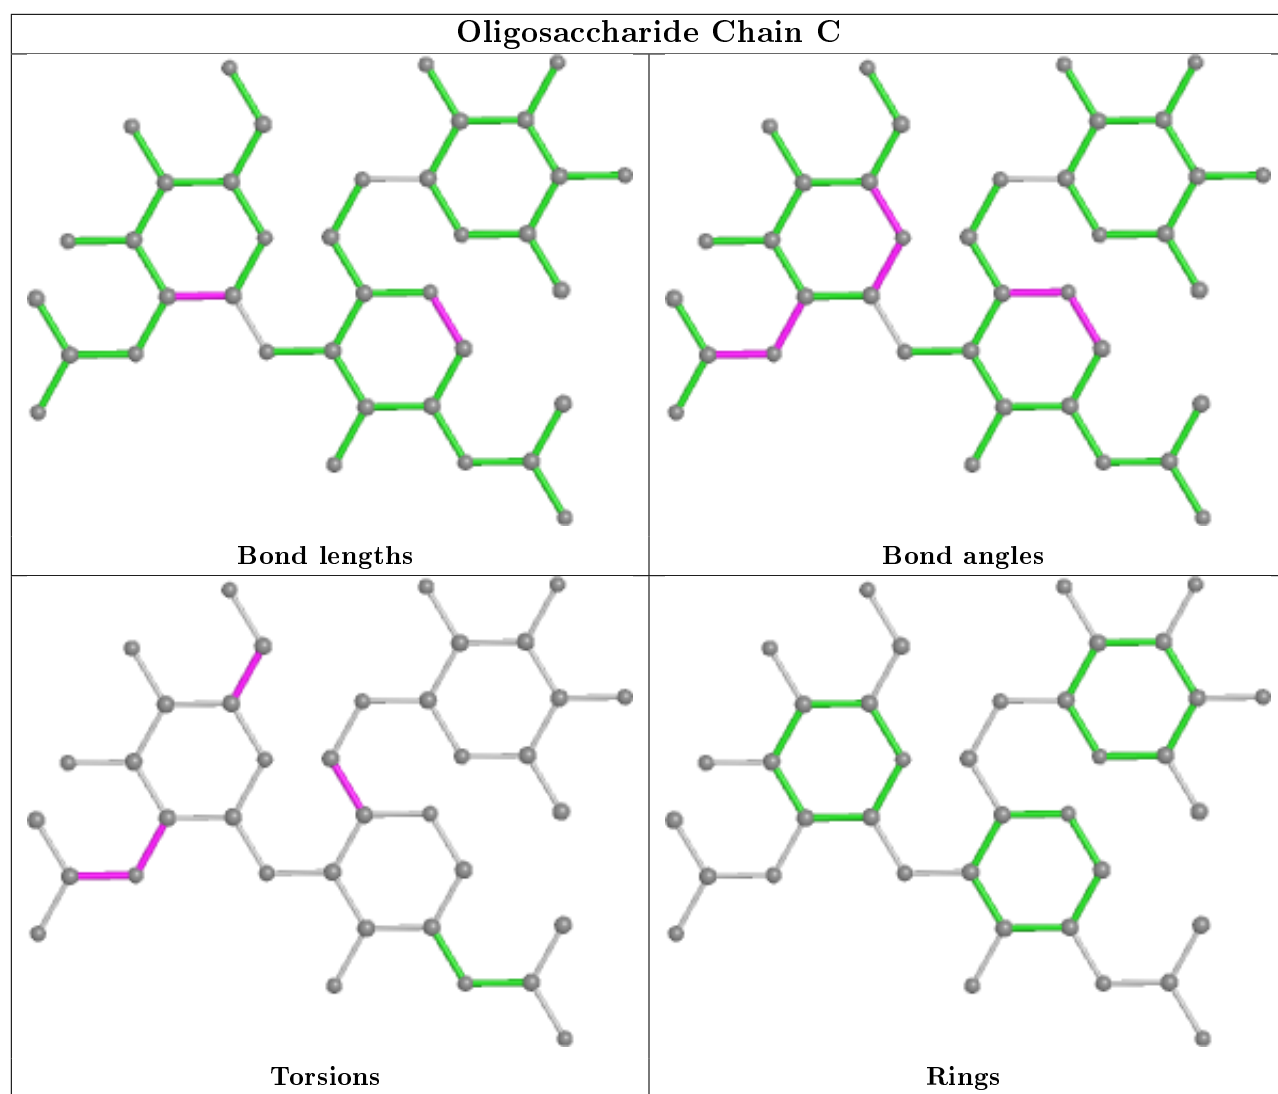 Oligosaccharide Chain C
Bond lengths
Bond angles
Torsions
Rings